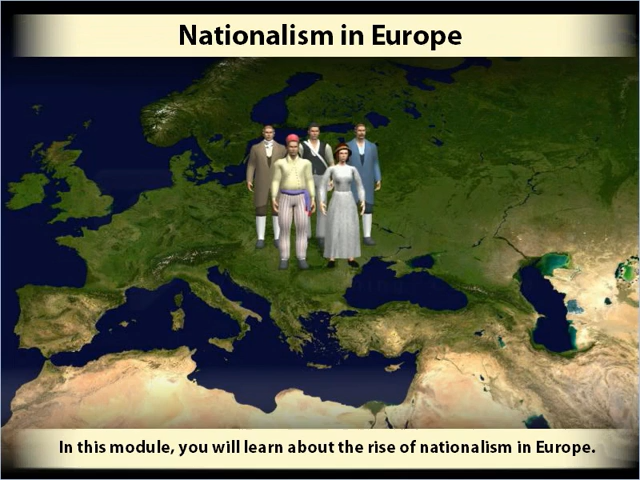 Nationalism in Europe
In this module, you will learn about the rise of nationalism in Europe.